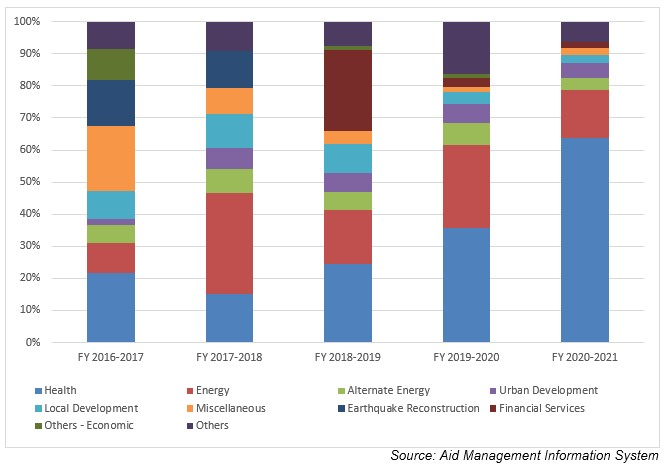 100%
90%
80%
70%
60%
50%
40%
30%
20%
10%
0%
FY 2016-2017 FY 2017-2018 FY 2018-2019 FY 2019-2020 FY 2020-2021
Health Energy Alternate Energy Urban Development
Local Development Miscellaneous Earthquake Reconstruction Financial Services
Others - Economic Others
Source: Aid Management Information System